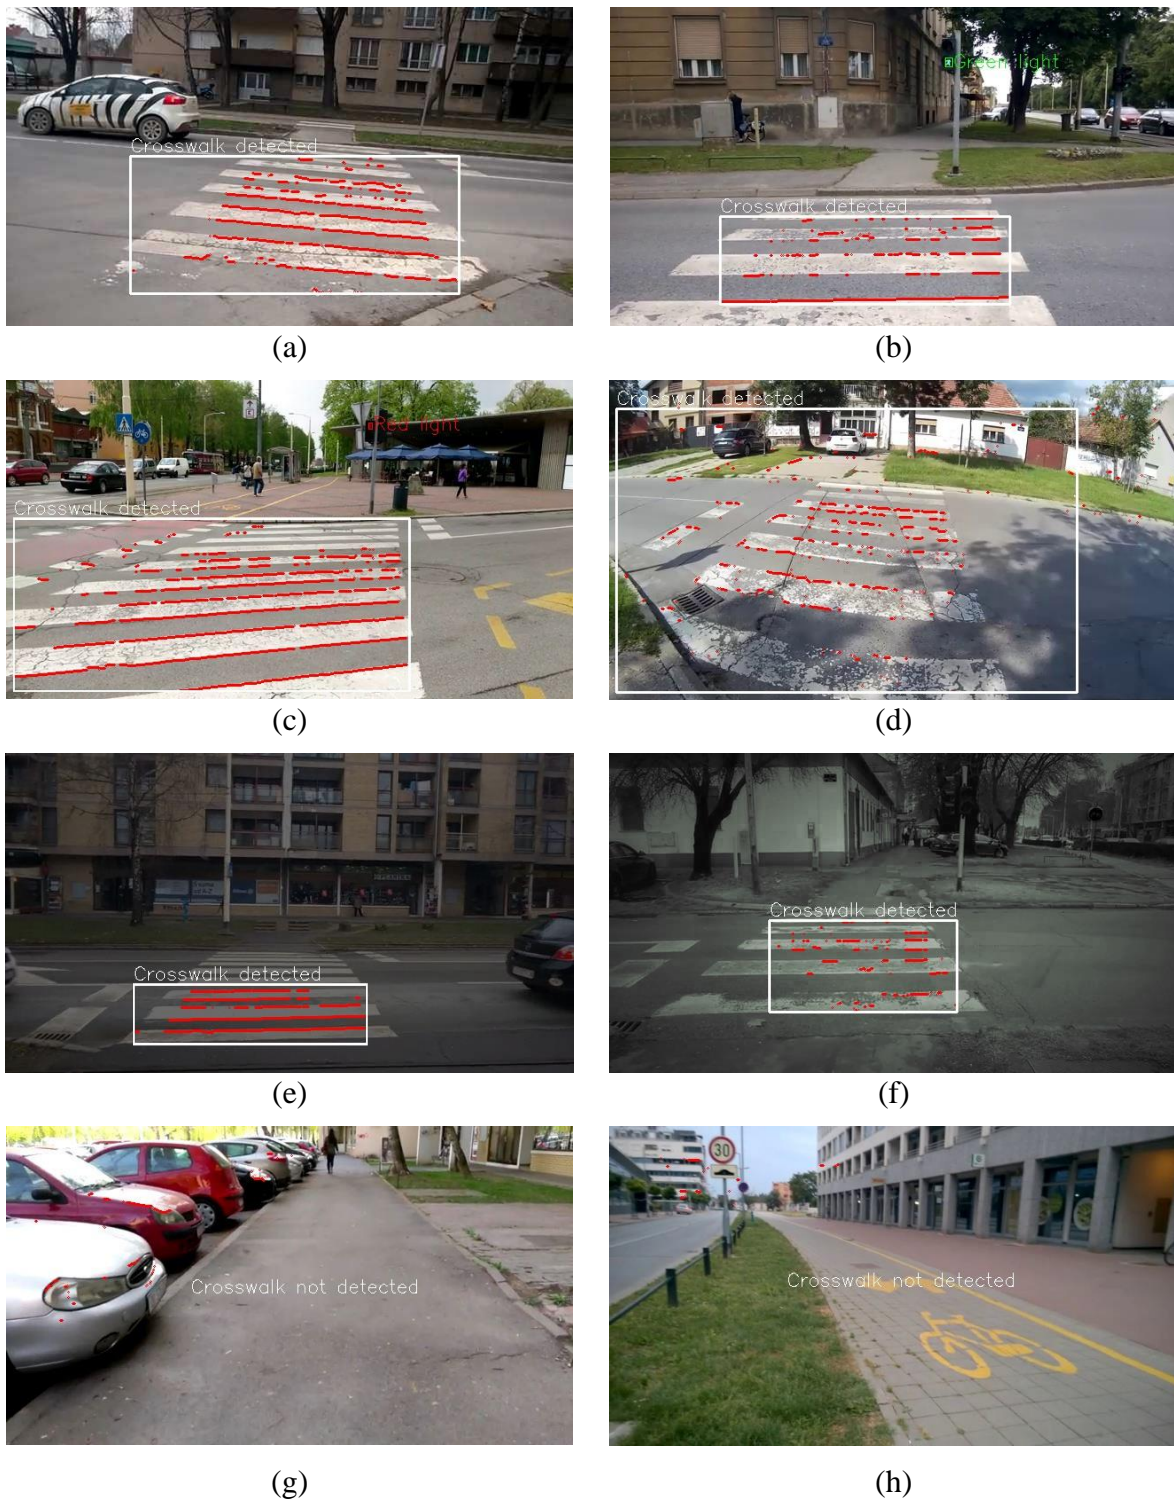 Crosswalk detected
(a)
Green light
Crosswalk detected
(b)
Red light
Crosswalk detected
(c)
Crosswalk detected
(d)
Crosswalk detected
(e)
Crosswalk detected
(f)
Crosswalk not detected
(g)
30
Crosswalk not detected
(h)